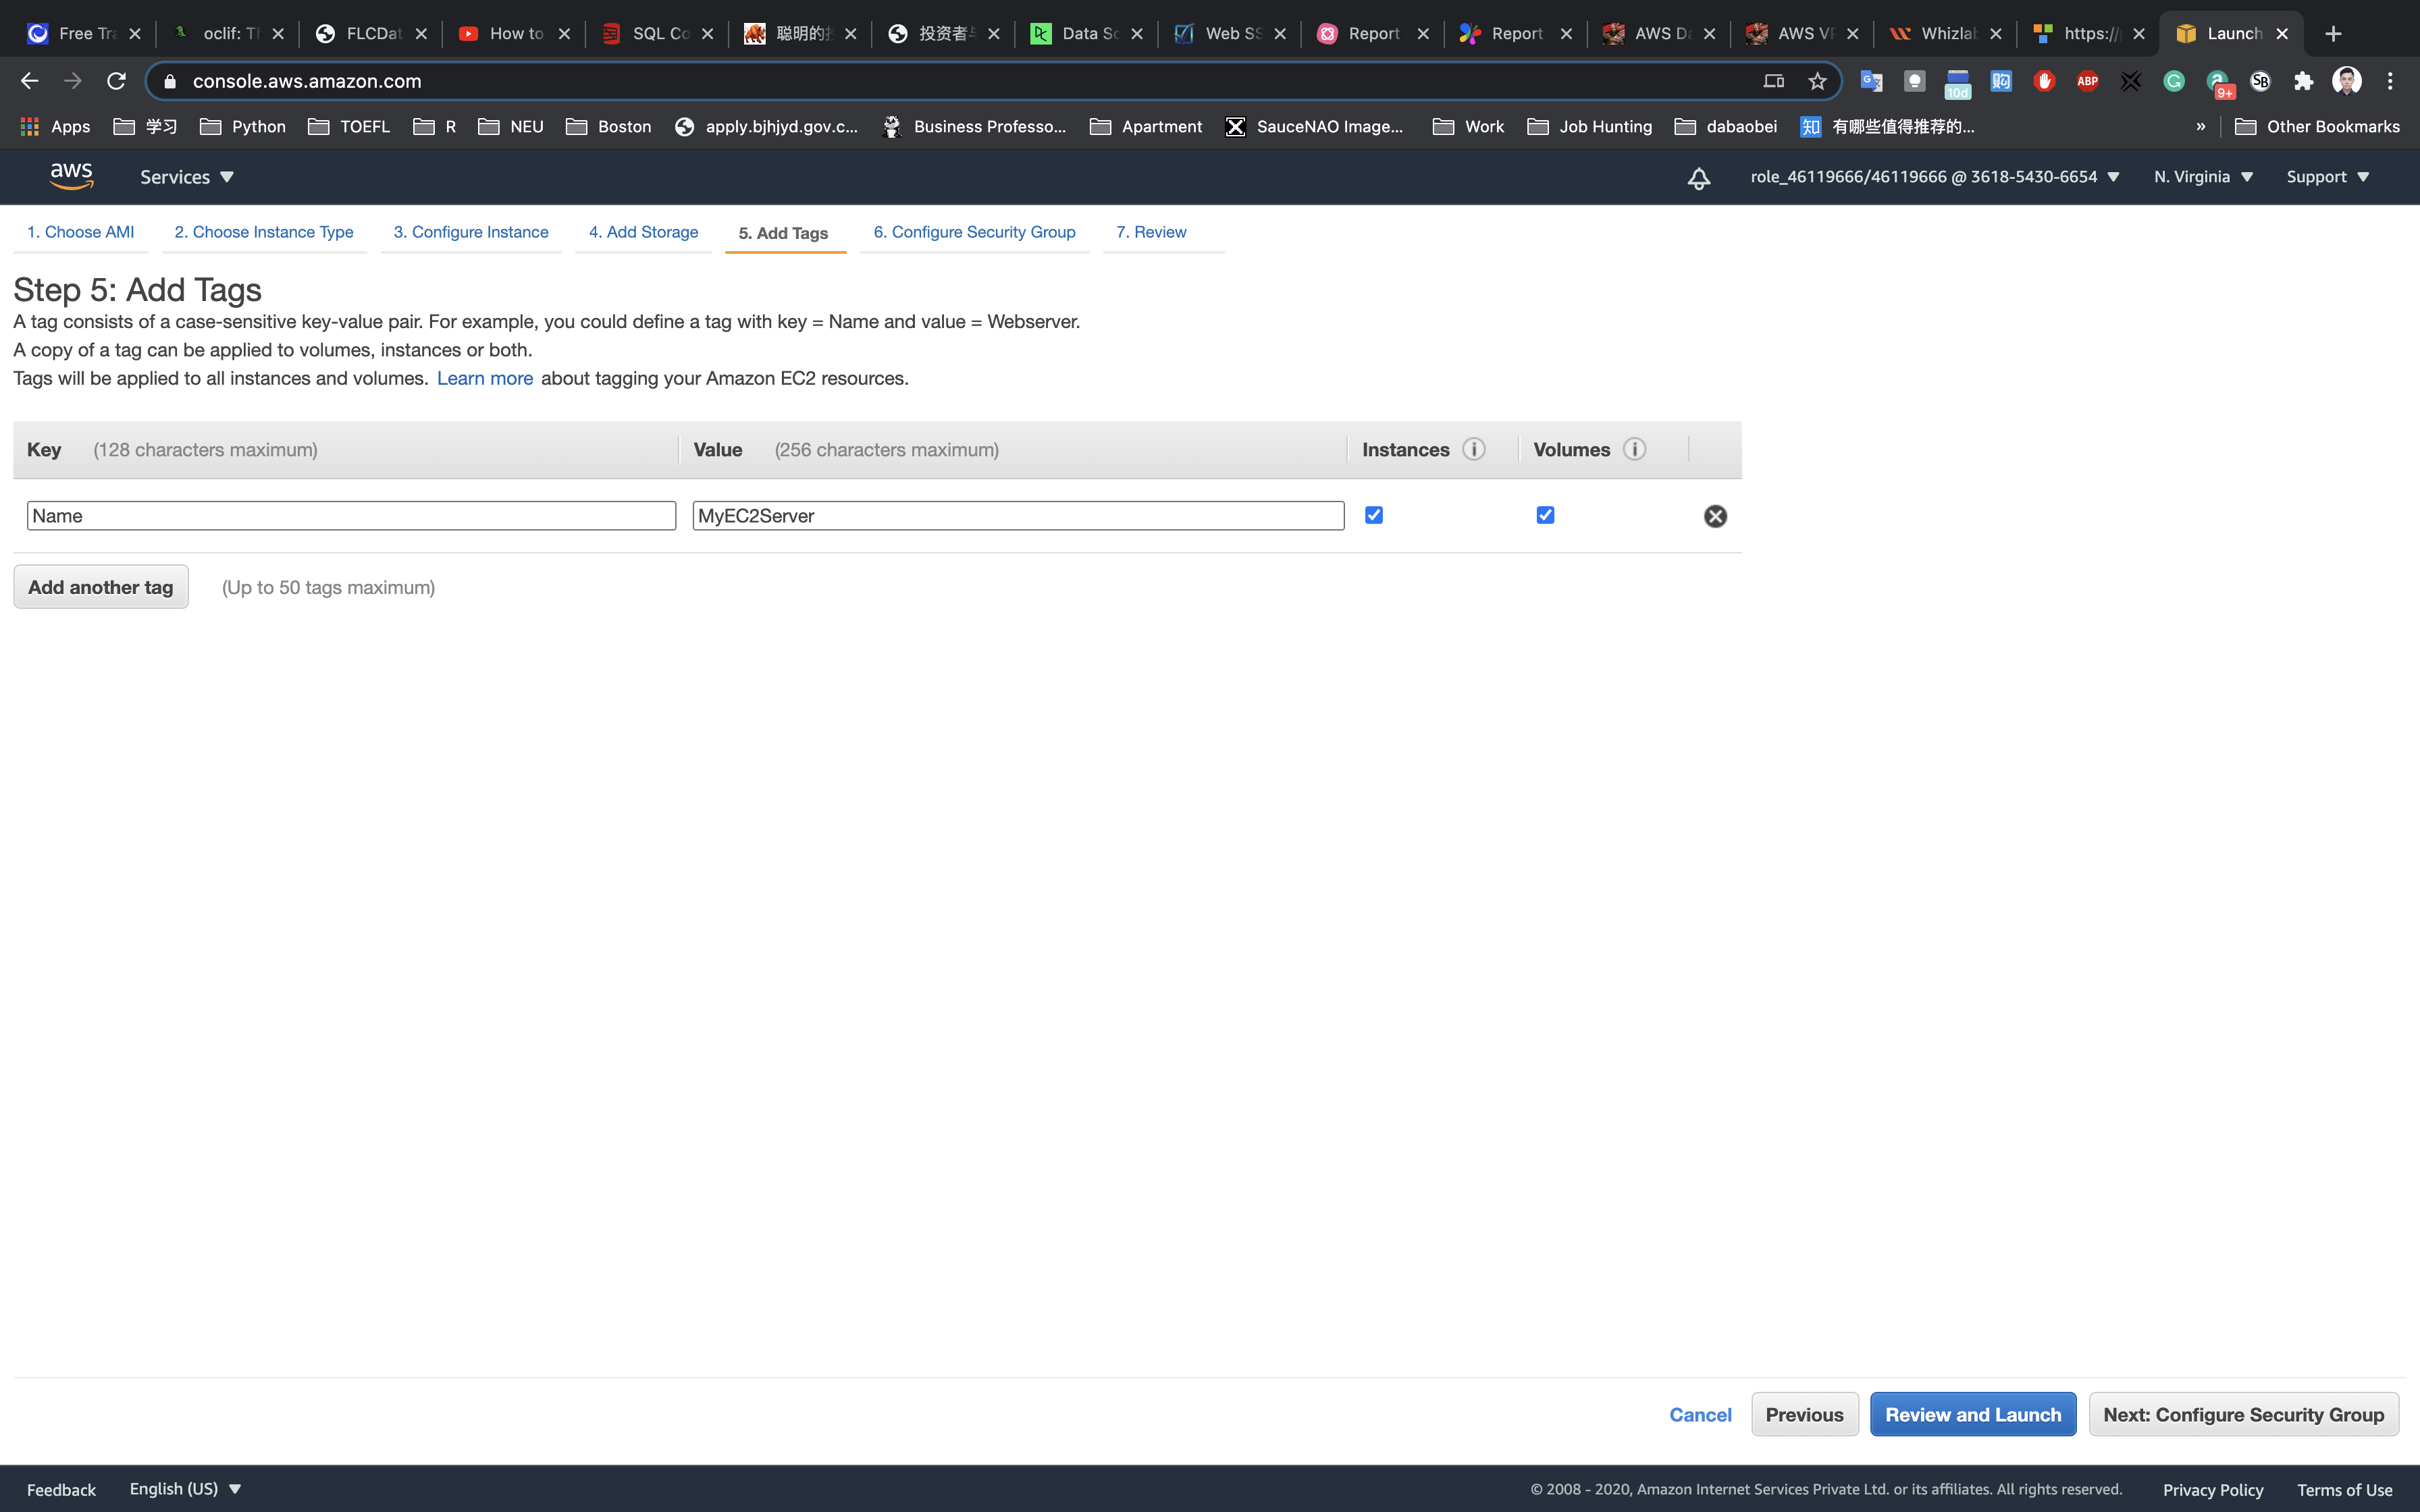 Free Tra
oclif: Th
FLCDat
How to
SQL Co
聪明的
投资者
Data Sc
Web SS
Report
Report
AWS Da
AWS VP
Whizlab
https://
Launch
console.aws.amazon.com
10d
ABP
9+
SB
Apps
学习
Python
TOEFL
R
NEU
Boston
apply.bjhjyd.gov.c...
Business Professo...
Apartment
SauceNAO Image...
Work
Job Hunting
dabaobei
知 有哪些值得推荐的...
»
Other Bookmarks
aws
Services
role_46119666/46119666 @ 3618-5430-6654
N. Virginia
Support
1. Choose AMI
2. Choose Instance Type
3. Configure Instance
4. Add Storage
5. Add Tags
6. Configure Security Group
7. Review
Step 5: Add Tags
A tag consists of a case-sensitive key-value pair. For example, you could define a tag with key = Name and value = Webserver.
A copy of a tag can be applied to volumes, instances or both.
Tags will be applied to all instances and volumes. Learn more about tagging your Amazon EC2 resources.
Key (128 characters maximum)
Value (256 characters maximum)
Instances
Volumes
Name
MyEC2Server
Add another tag
(Up to 50 tags maximum)
Cancel
Previous
Review and Launch
Next: Configure Security Group
Feedback
English (US)
© 2008 - 2020, Amazon Internet Services Private Ltd. or its affiliates. All rights reserved.
Privacy Policy
Terms of Use